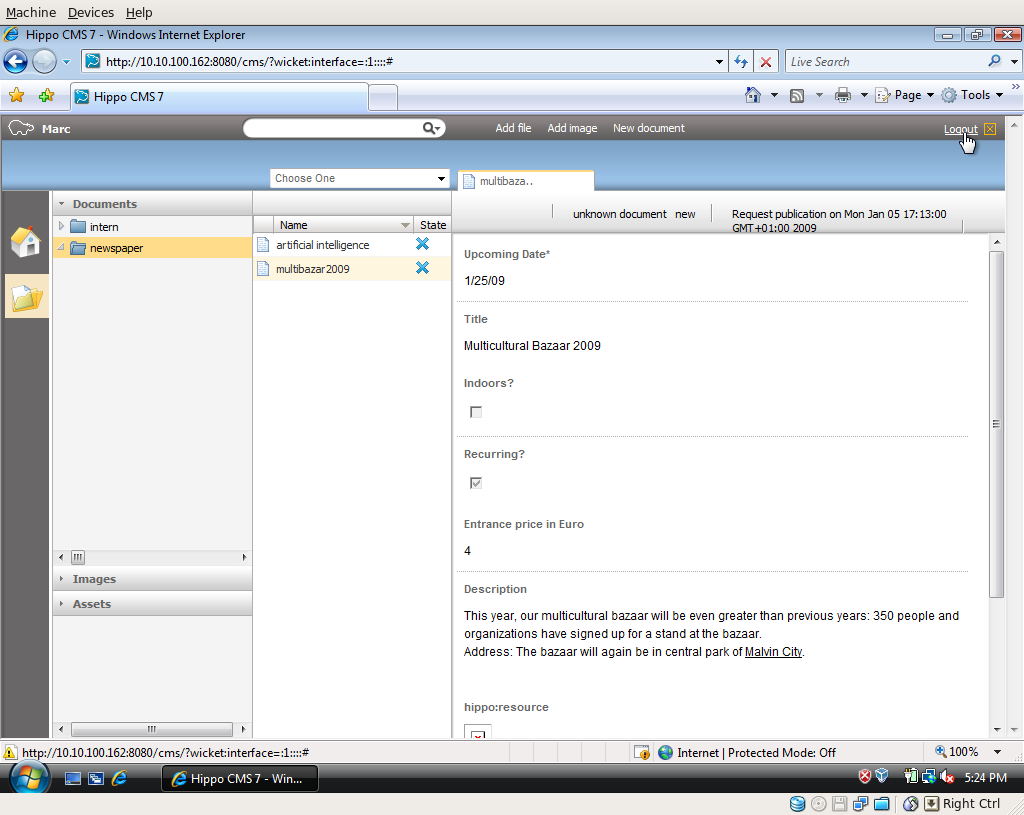 Machine Devices Help
Hippo CMS 7 - Windows Internet Explorer
http://10.10.100.162:8080/cms/?wicket:interface=:1::::#
Live Search
Hippo CMS 7
Page
Tools
Marc
Add file
Add image
New document
Logout
Choose One
multibaza..
Documents
intern
newspaper
Images
Assets
Name
State
artificial intelligence
multibazar2009
unknown document new
Request publication on Mon Jan 05 17:13:00
GMT+01:00 2009
Upcoming Date*
1/25/09
Title
Multicultural Bazaar 2009
Indoors?
Recurring?
Entrance price in Euro
4
Description
This year, our multicultural bazaar will be even greater than previous years: 350 people and
organizations have signed up for a stand at the bazaar.
Address: The bazaar will again be in central park of Malvin City.
hippo:resource
http://10.10.100.162:8080/cms/?wicket:interface=:1::::#
Internet | Protected Mode: Off
100%
Hippo CMS 7 - Win...
5:24 PM
Right Ctrl